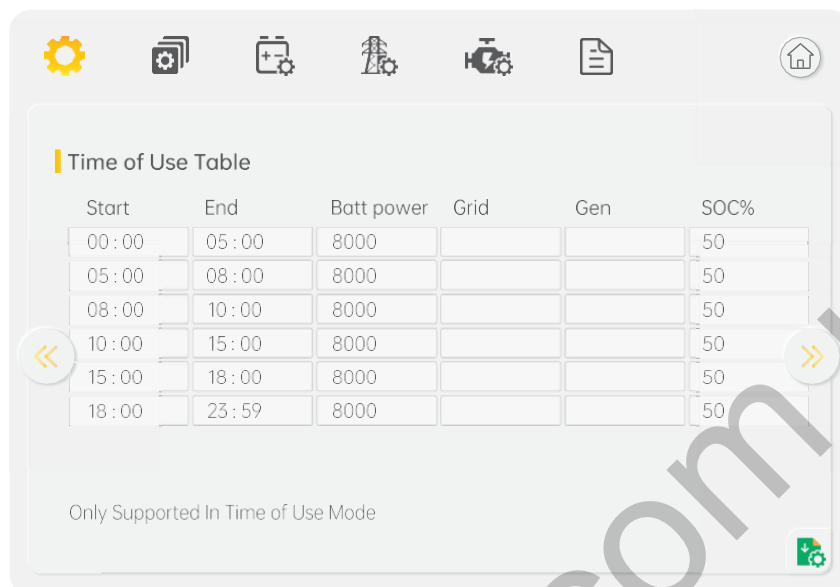 Time of Use Table
Start End Batt power Grid Gen SOC%
00:00 05:00 8000 50
05:00 08:00 8000 50
08:00 10:00 8000 50
10:00 15:00 8000 50
15:00 18:00 8000 50
18:00 23:59 8000 50
Only Supported In Time of Use Mode
com